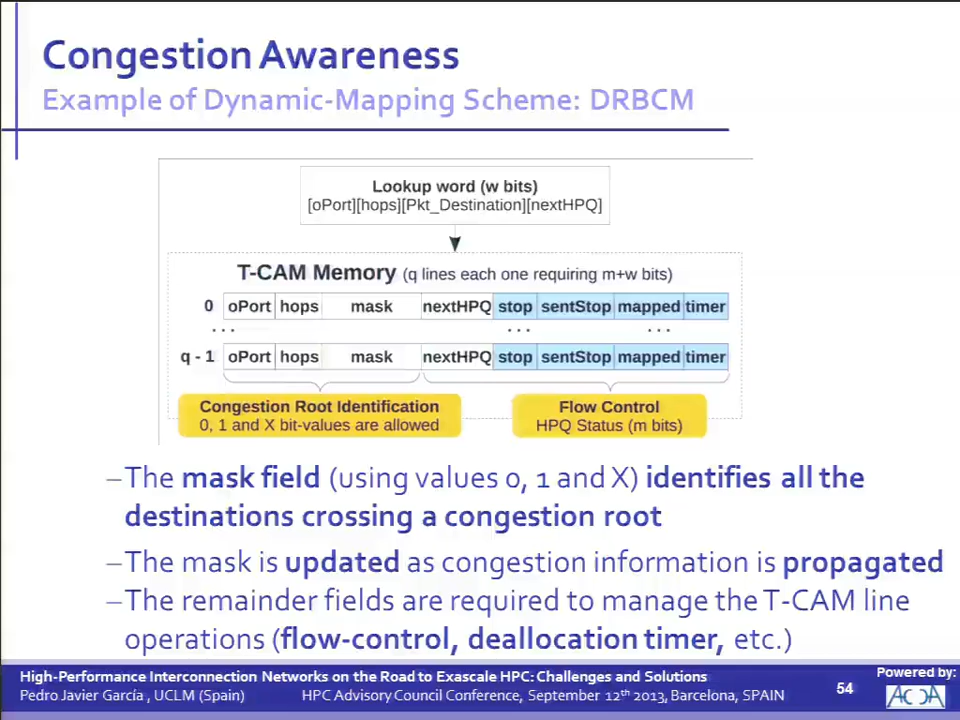 Congestion Awareness
Example of Dynamic-Mapping Scheme: DRBCM
Lookup word (w bits)
[oPort][hops][Pkt_Destination][nextHPQ]
T-CAM Memory (q lines each one requiring m+w bits)
0 oPort hops mask nextHPQ stop sentStop mapped timer
... ... ...
q - 1 oPort hops mask nextHPQ stop sentStop mapped timer
Congestion Root Identification
0, 1 and X bit-values are allowed
Flow Control
HPQ Status (m bits)
–The mask field (using values 0, 1 and X) identifies all the
destinations crossing a congestion root
–The mask is updated as congestion information is propagated
–The remainder fields are required to manage the T-CAM line
operations (flow-control, deallocation timer, etc.)
High-Performance Interconnection Networks on the Road to Exascale HPC: Challenges and Solutions
Pedro Javier García, UCLM (Spain) HPC Advisory Council Conference, September 12th 2013, Barcelona, SPAIN
54
Powered by: